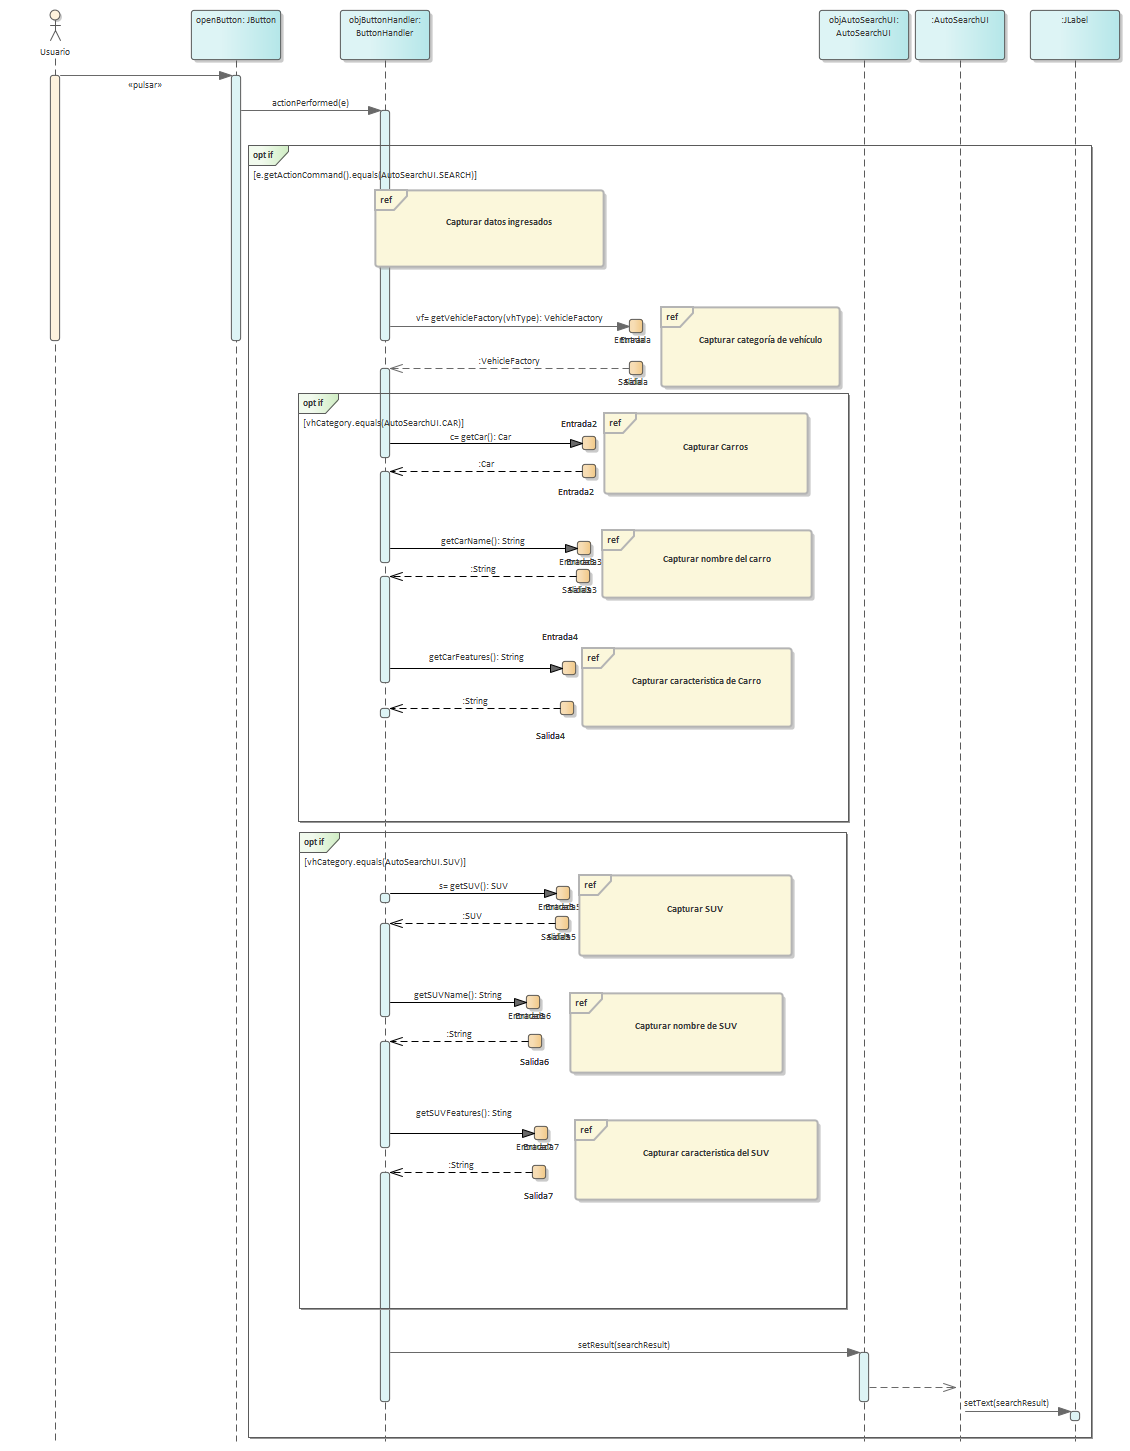 Usuario
openButton: JButton
objButtonHandler:
ButtonHandler
objAutoSearchUI:
AutoSearchUI
:AutoSearchUI
:JLabel
«pulsar»
actionPerformed(e)
opt if
[e.getActionCommand().equals(AutoSearchUI.SEARCH)]
ref
Capturar datos ingresados
vf= getVehicleFactory(vhType): VehicleFactory
Entrada
ref
Capturar categoría de vehículo
:VehicleFactory
Salida
opt if
[vhCategory.equals(AutoSearchUI.CAR)]
c= getCar(): Car
Entrada2
ref
Capturar Carros
:Car
Entrada2
getCarName(): String
Entrada3
ref
Capturar nombre del carro
:String
Salida3
Entrada4
getCarFeatures(): String
ref
Capturar caracteristica de Carro
:String
Salida4
opt if
[vhCategory.equals(AutoSearchUI.SUV)]
s= getSUV(): SUV
Entrada5
ref
Capturar SUV
:SUV
Salida5
getSUVName(): String
Entrada6
ref
Capturar nombre de SUV
:String
Salida6
getSUVFeatures(): Sting
Entrada7
ref
Capturar caracteristica del SUV
:String
Salida7
setResult(searchResult)
setText(searchResult)